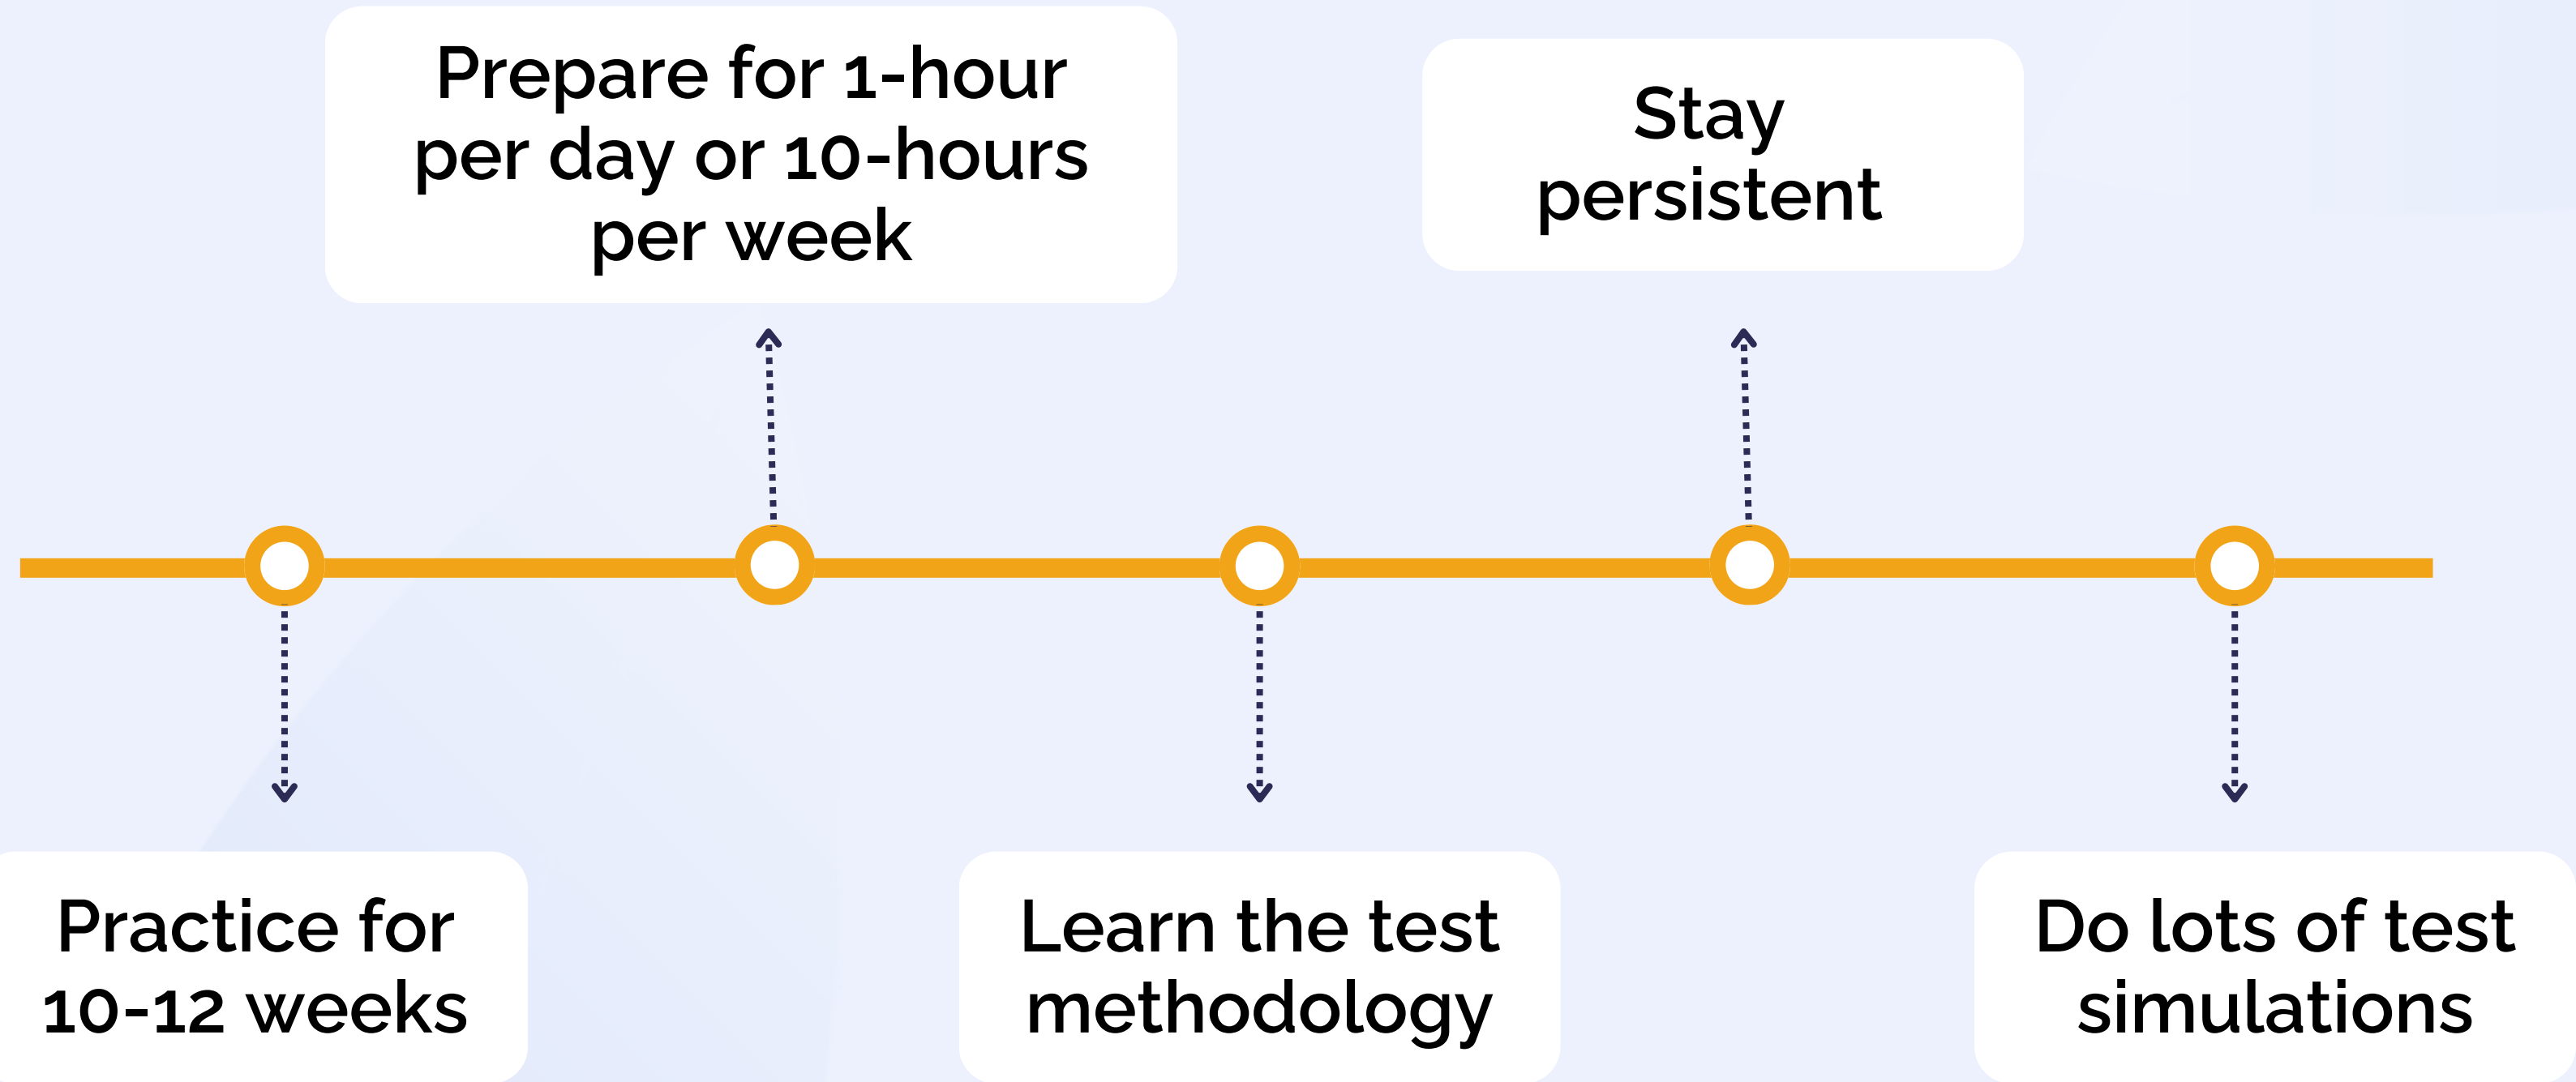 Prepare for 1-hour
per day or 10-hours
per week
Stay
persistent
Practice for
10-12 weeks
Learn the test
methodology
Do lots of test
simulations